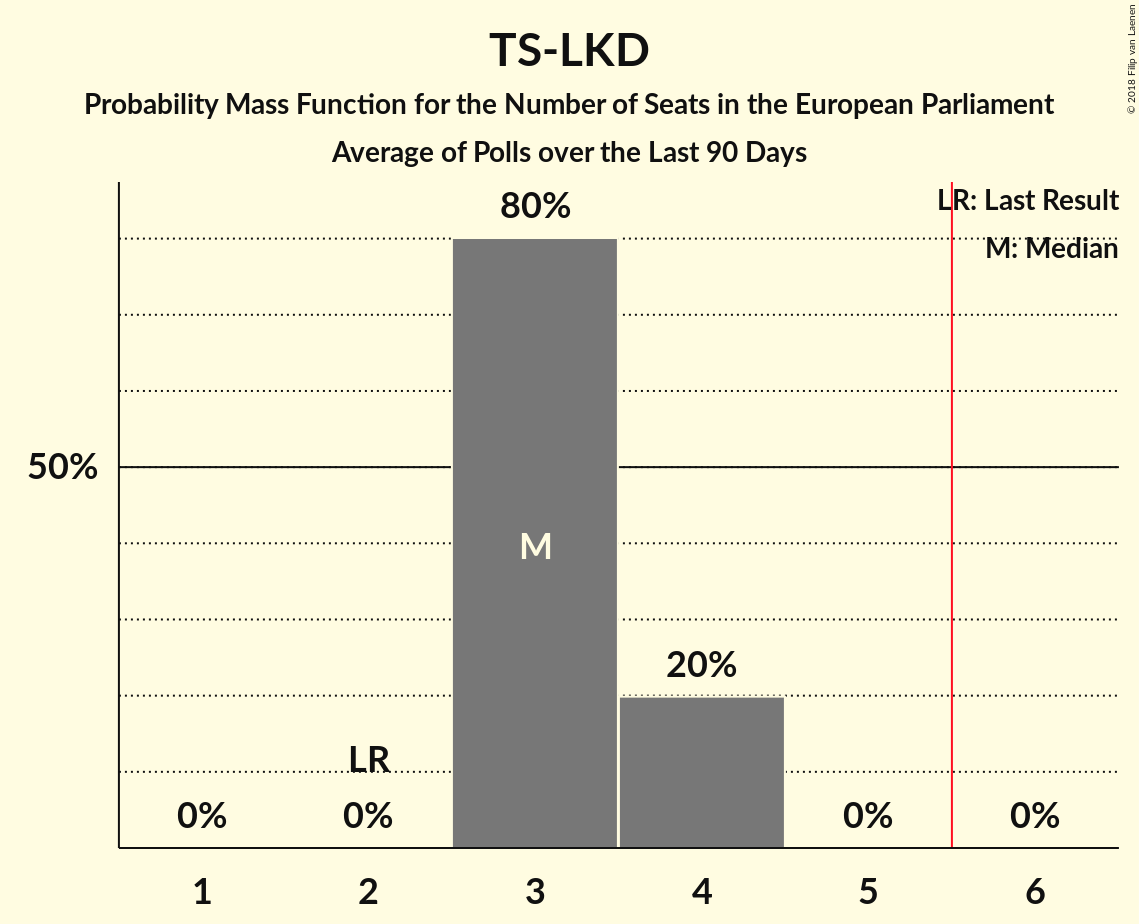 TS-LKD
Probability Mass Function for the Number of Seats in the European Parliament
Average of Polls over the Last 90 Days
© 2018 Filip van Laenen
LR: Last Result
M: Median
80%
50%
M
20%
LR
0%
0%
0%
0%
1
2
3
4
5
6